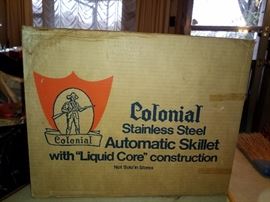 Colonial
Colonial
Stainless Steel
Automatic Skillet
with "Liquid Core" construction
Not Sold in Stores